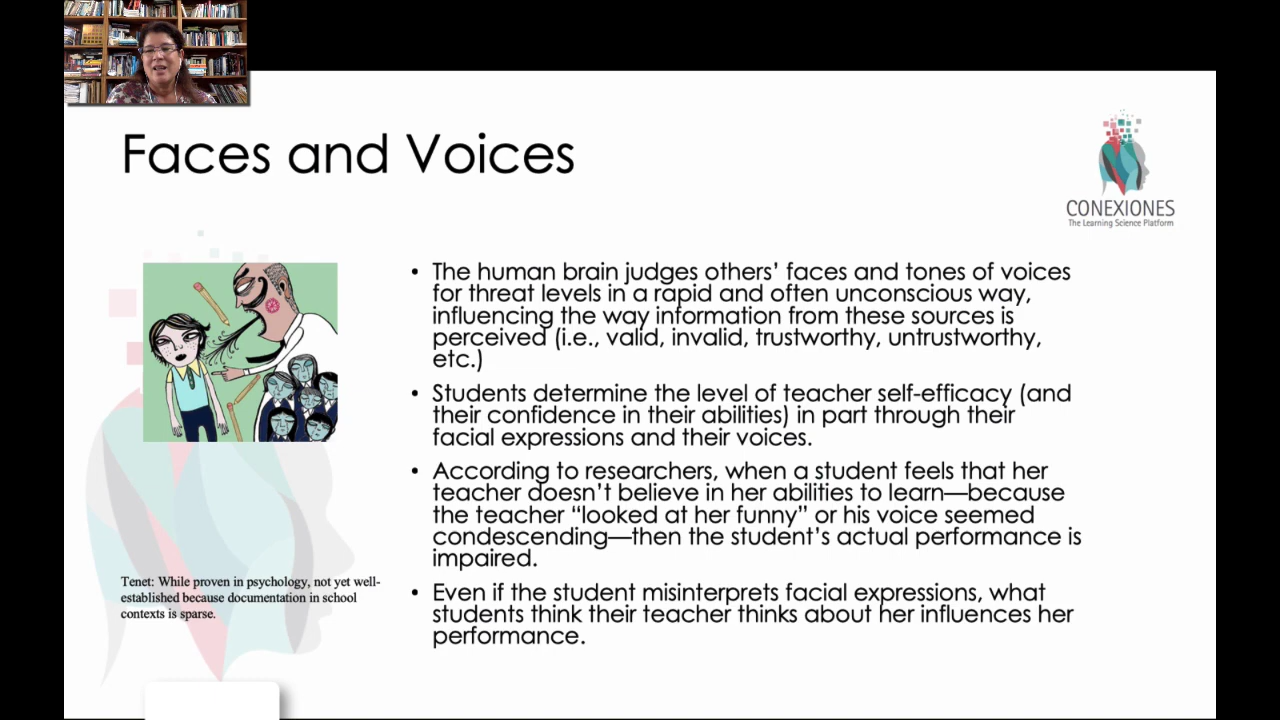 Faces and Voices
CONEXIONES
The Learning Science Platform
• The human brain judges others’ faces and tones of voices
for threat levels in a rapid and often unconscious way,
influencing the way information from these sources is
perceived (i.e., valid, invalid, trustworthy, untrustworthy,
etc.)
• Students determine the level of teacher self-efficacy (and
their confidence in their abilities) in part through their
facial expressions and their voices.
• According to researchers, when a student feels that her
teacher doesn’t believe in her abilities to learn—because
the teacher “looked at her funny” or his voice seemed
condescending—then the student’s actual performance is
impaired.
• Even if the student misinterprets facial expressions, what
students think their teacher thinks about her influences her
performance.
Tenet: While proven in psychology, not yet well-
established because documentation in school
contexts is sparse.